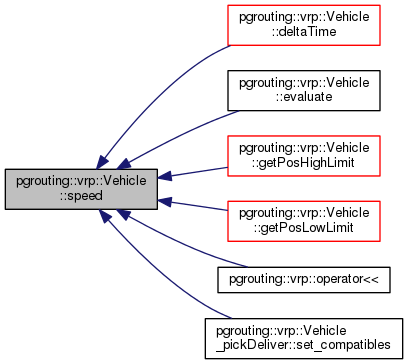 pgrouting::vrp::Vehicle
::deltaTime
pgrouting::vrp::Vehicle
::evaluate
pgrouting::vrp::Vehicle
::getPosHighLimit
pgrouting::vrp::Vehicle
::speed
pgrouting::vrp::Vehicle
::getPosLowLimit
pgrouting::vrp::operator<<
pgrouting::vrp::Vehicle
_pickDeliver::set_compatibles